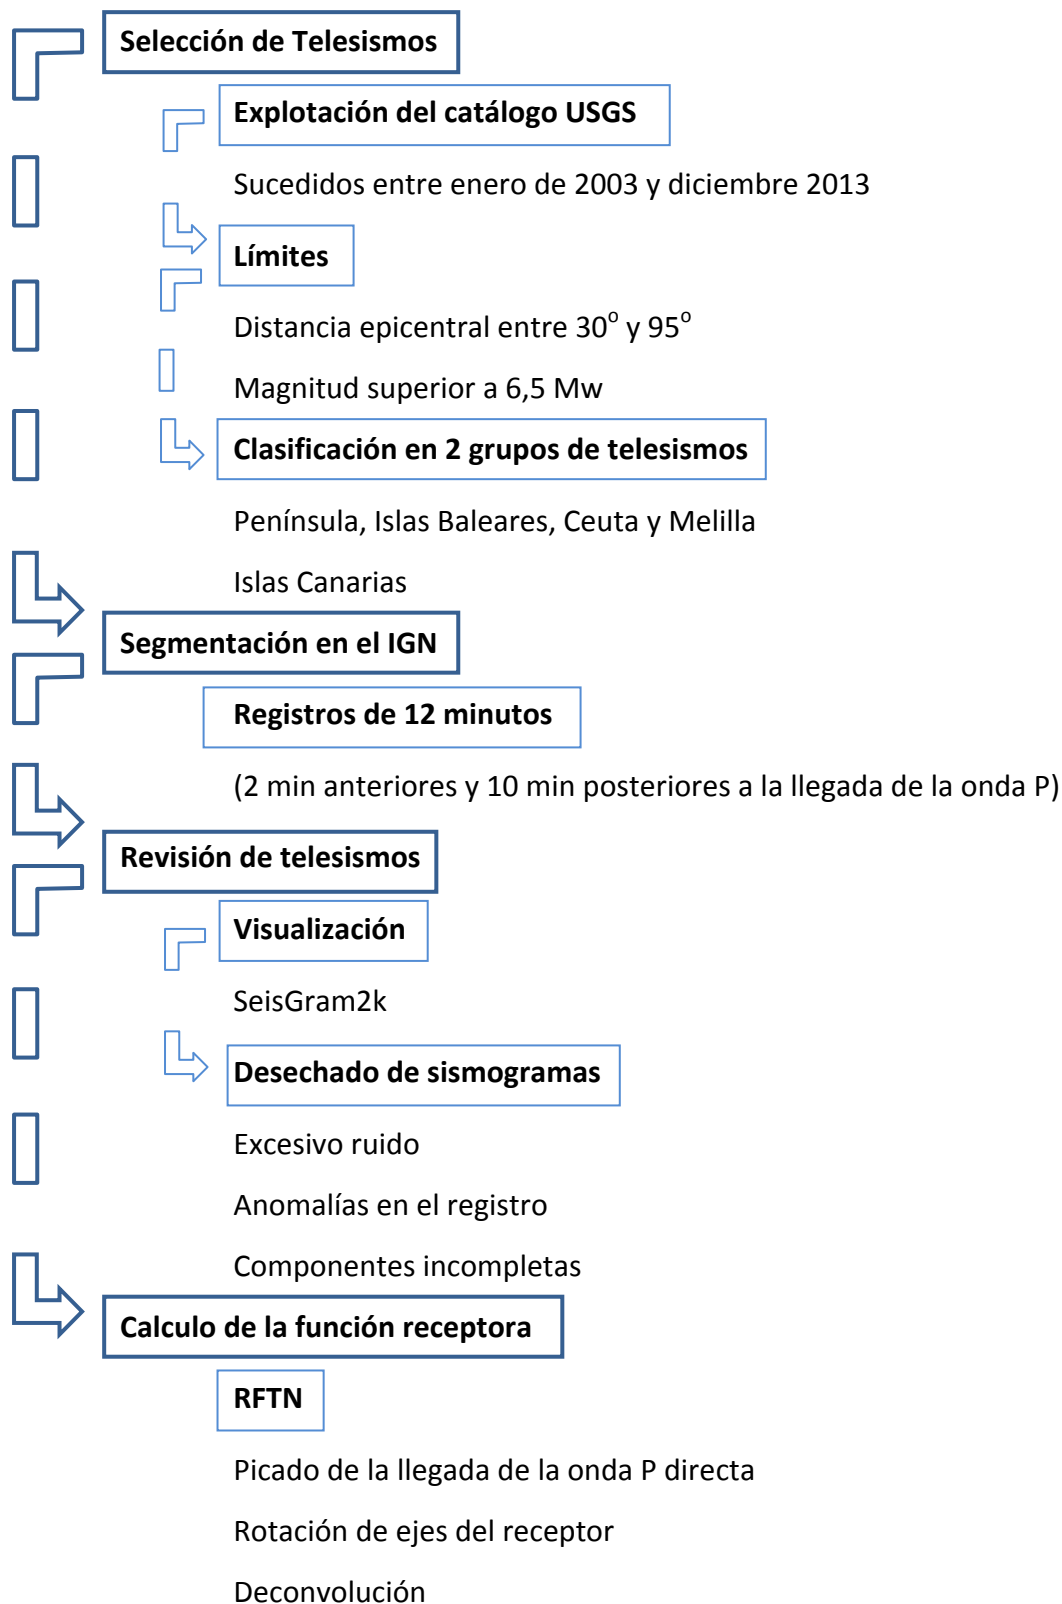 Selección de Telesismos
Explotación del catálogo USGS
Sucedidos entre enero de 2003 y diciembre 2013
Límites
Distancia epicentral entre 30º y 95º
Magnitud superior a 6,5 Mw
Clasificación en 2 grupos de telesismos
Península, Islas Baleares, Ceuta y Melilla
Islas Canarias
Segmentación en el IGN
Registros de 12 minutos
(2 min anteriores y 10 min posteriores a la llegada de la onda P)
Revisión de telesismos
Visualización
SeisGram2k
Desechado de sismogramas
Excesivo ruido
Anomalías en el registro
Componentes incompletas
Calculo de la función receptora
RFTN
Picado de la llegada de la onda P directa
Rotación de ejes del receptor
Deconvolución